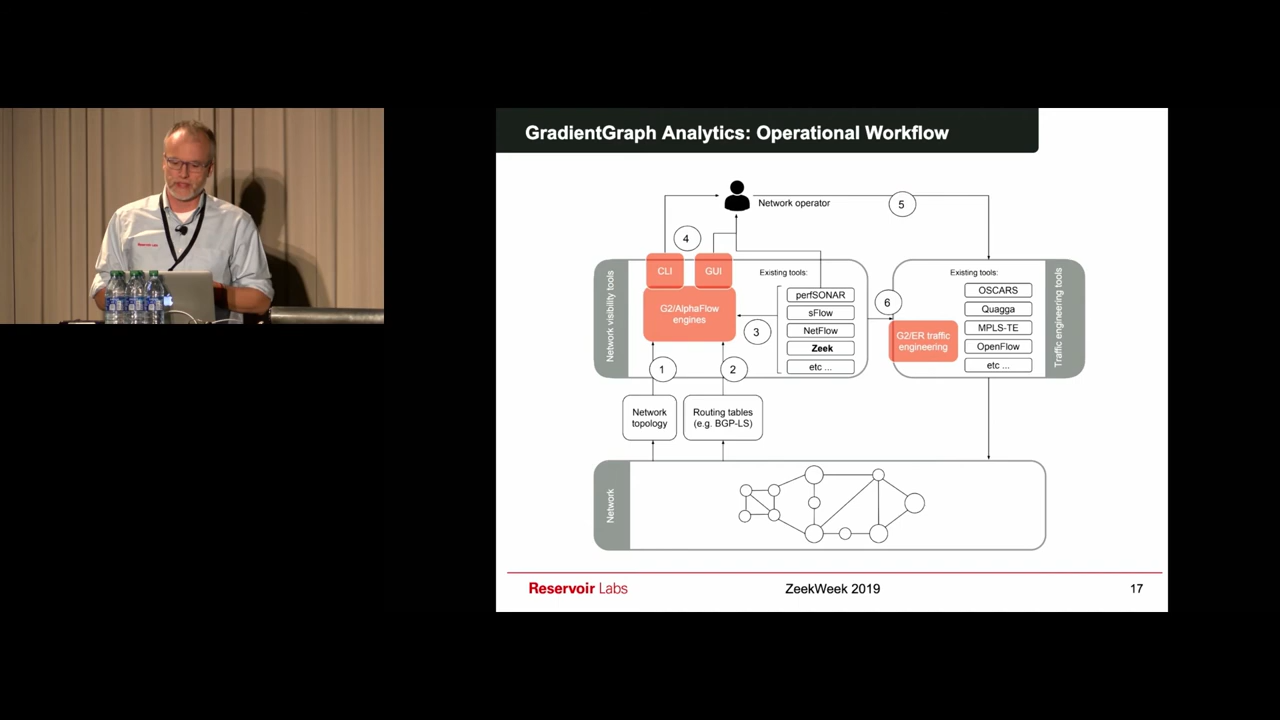 GradientGraph Analytics: Operational Workflow
Network operator
5
4
CLI
GUI
Existing tools:
Existing tools:
Network visibility tools
G2/AlphaFlow
engines
perfSONAR
sFlow
NetFlow
Zeek
etc ...
3
6
G2/ER traffic
engineering
OSCARS
Quagga
MPLS-TE
OpenFlow
etc ...
Traffic engineering tools
1
2
Network
topology
Routing tables
(e.g. BGP-LS)
Network
Reservoir Labs
ZeekWeek 2019
17
Reservoir Labs